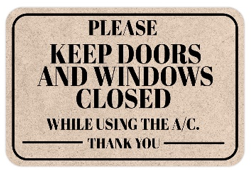 PLEASE
KEEP DOORS
AND WINDOWS
CLOSED
WHILE USING THE A/C.
THANK YOU